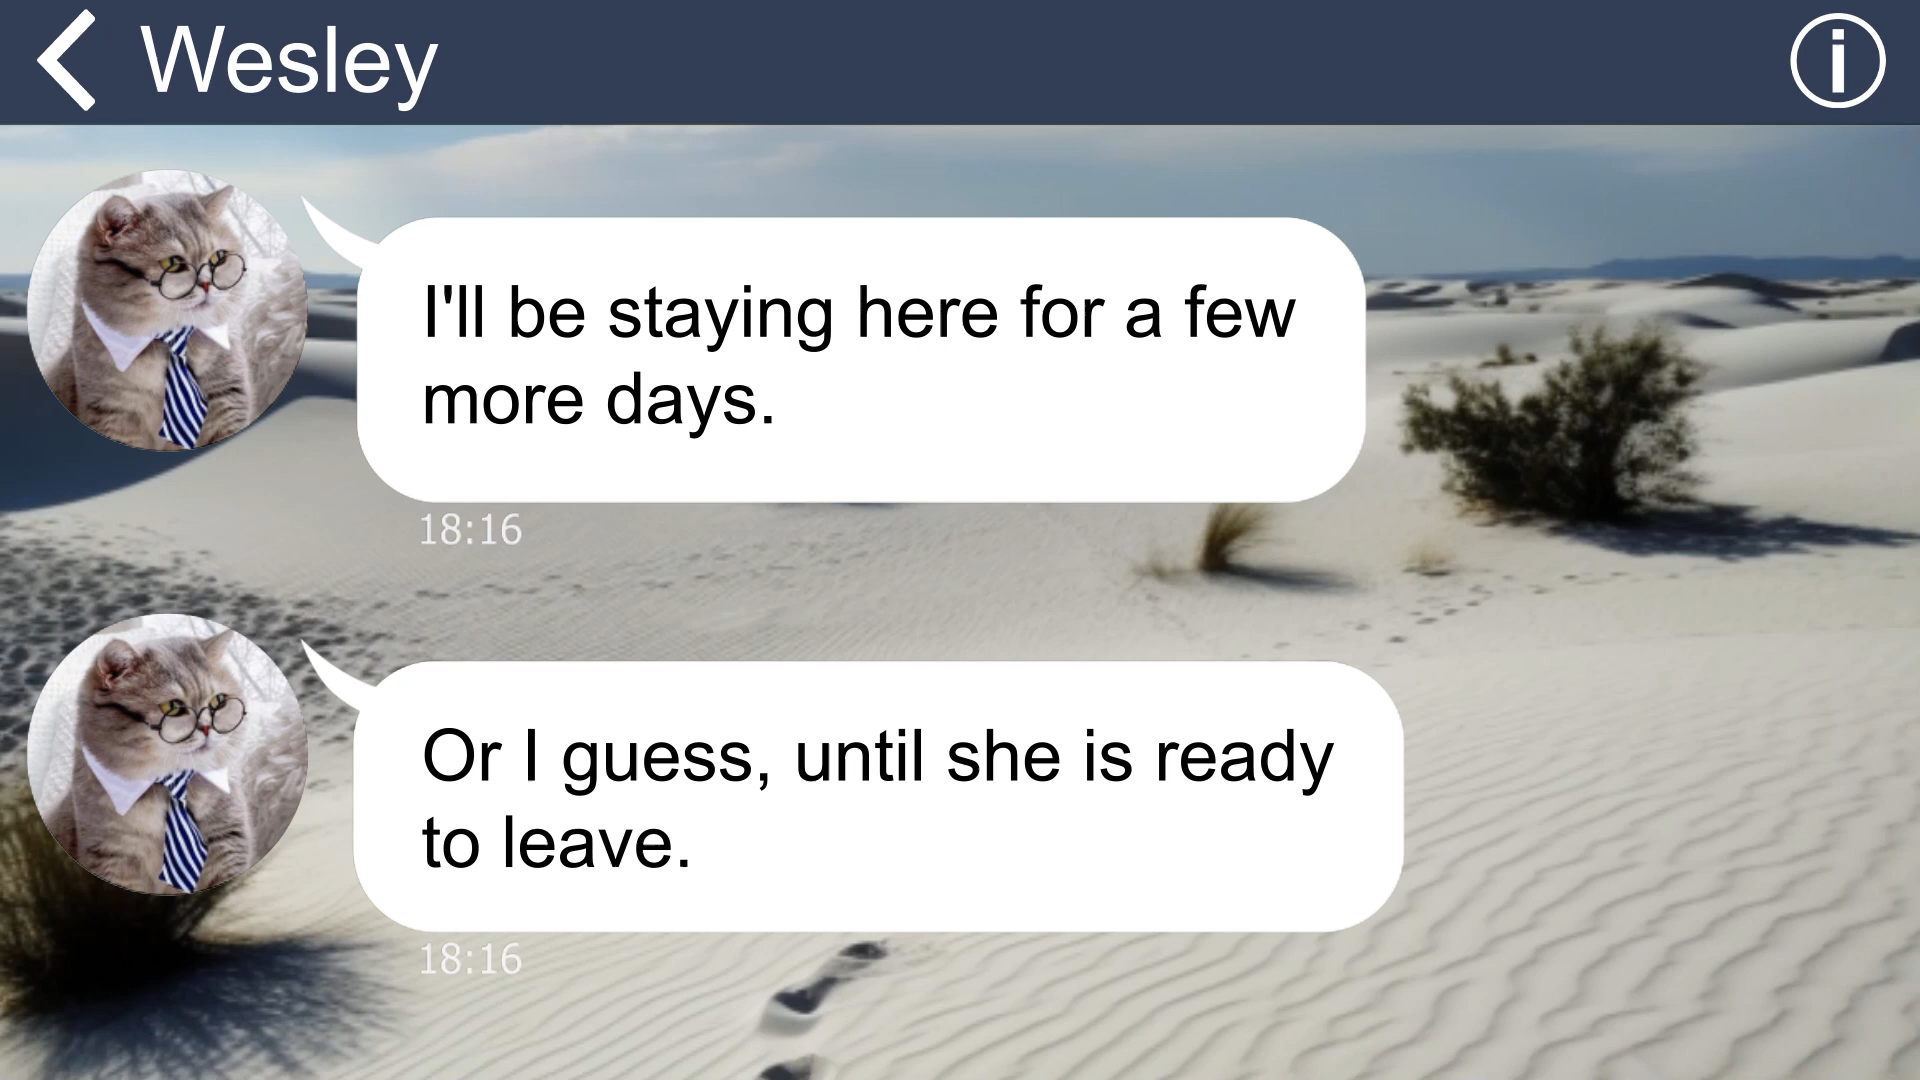 Wesley
I'll be staying here for a few
more days.
18:16
Or I guess, until she is ready
to leave.
18:16